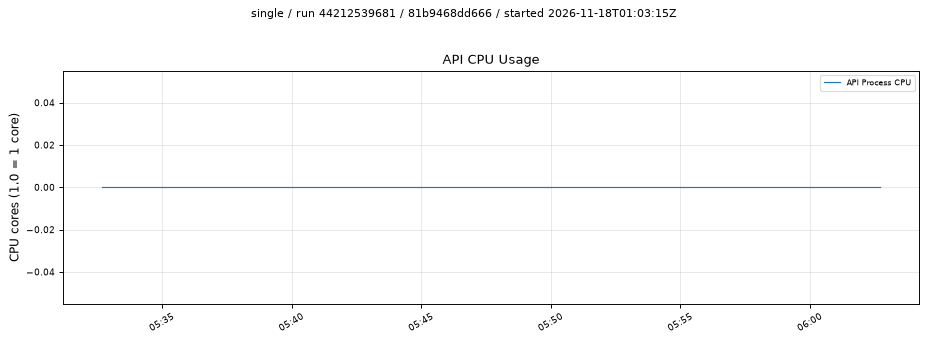 single / run 44212539681 / 81b9468dd666 / started 2026-11-18T01:03:15Z
API CPU Usage
API Process CPU
CPU cores (1.0 = 1 core)
0.04
0.02
0.00
−0.02
−0.04
05:35
05:40
05:45
05:50
05:55
06:00